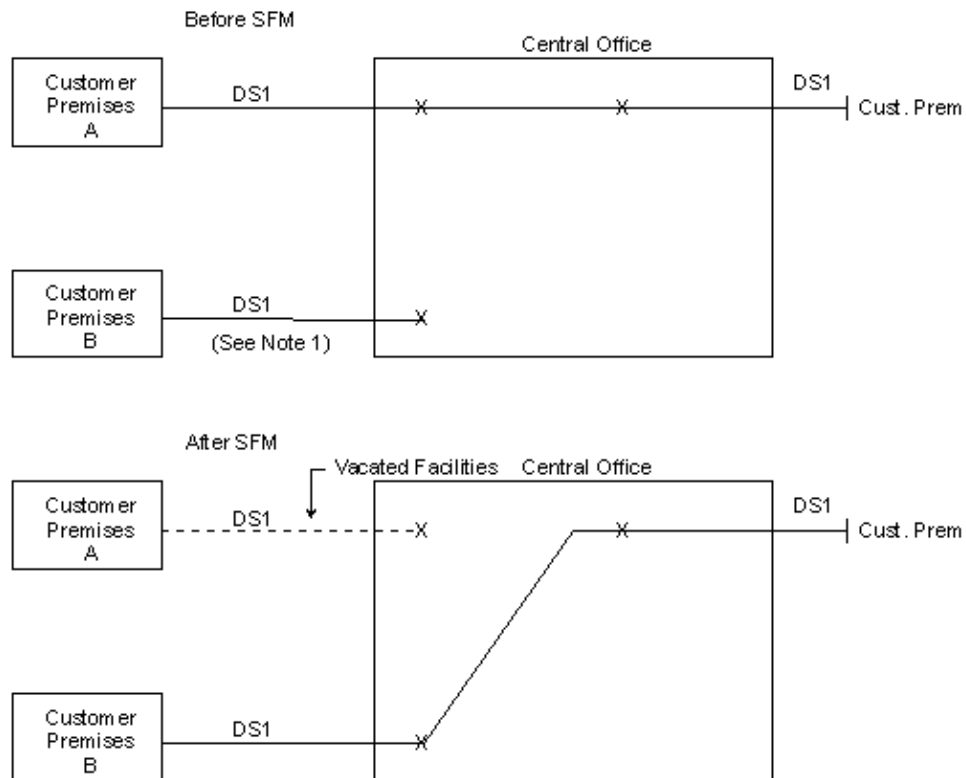 Before SFM
Central Office
Customer
Premises
A
DS1
X
X
DS1
Cust. Prem
Customer
Premises
B
DS1
(See Note 1)
X
After SFM
Vacated Facilities
Central Office
Customer
Premises
A
DS1
X
X
DS1
Cust. Prem
Customer
Premises
B
DS1
X